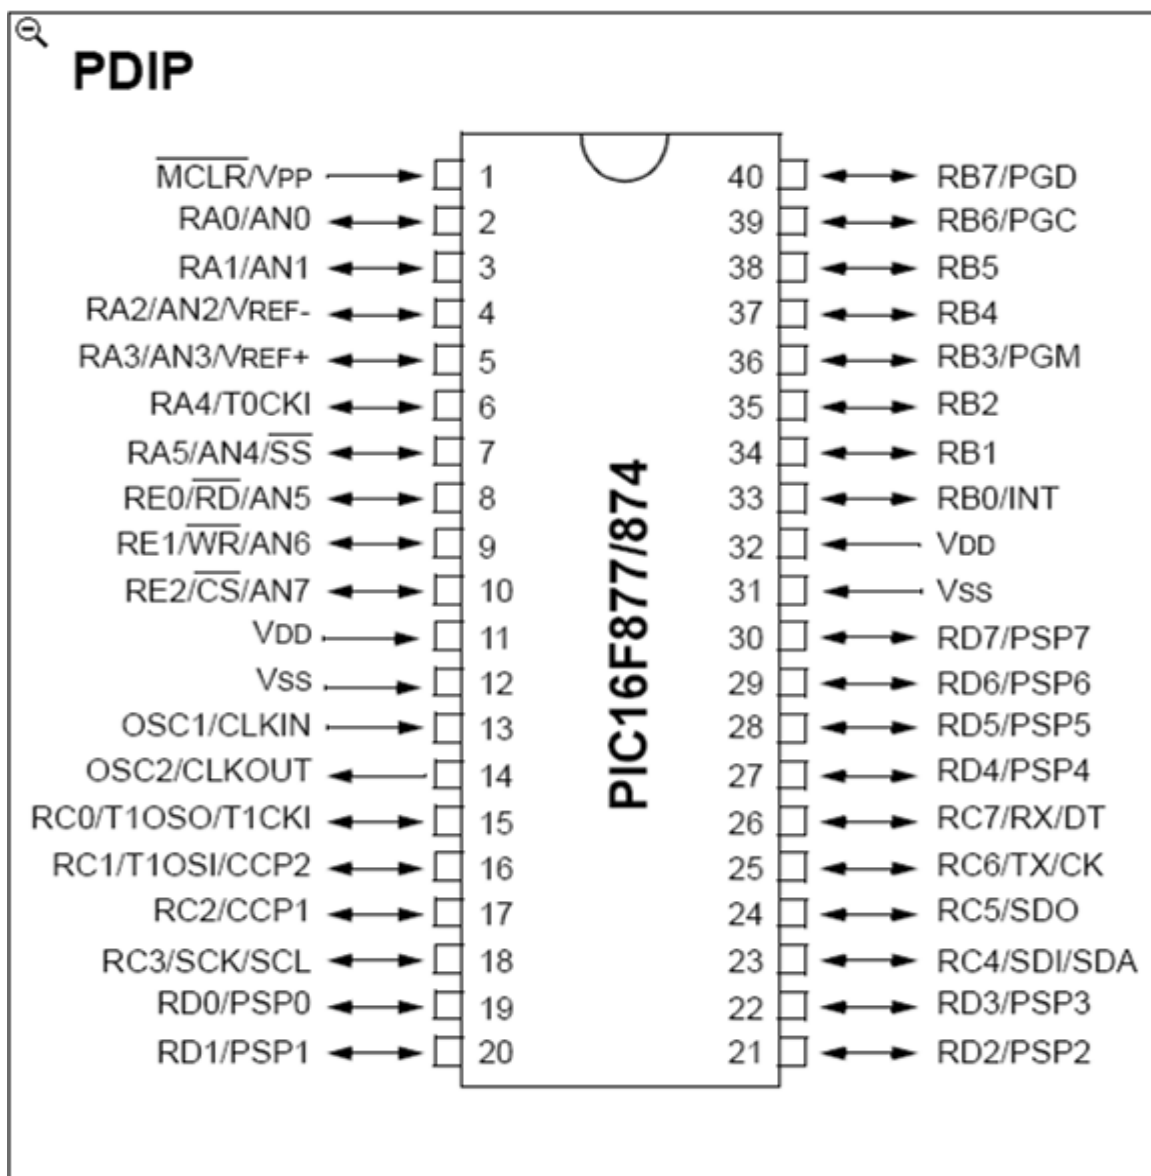 PDIP
MCLR/VPP 1 40 RB7/PGD
RA0/AN0 2 39 RB6/PGC
RA1/AN1 3 38 RB5
RA2/AN2/VREF- 4 37 RB4
RA3/AN3/VREF+ 5 36 RB3/PGM
RA4/T0CKI 6 35 RB2
RA5/AN4/SS 7 34 RB1
RE0/RD/AN5 8 33 RB0/INT
RE1/WR/AN6 9 32 VDD
RE2/CS/AN7 10 31 VSS
VDD 11 30 RD7/PSP7
VSS 12 29 RD6/PSP6
OSC1/CLKIN 13 28 RD5/PSP5
OSC2/CLKOUT 14 27 RD4/PSP4
RC0/T1OSO/T1CKI 15 26 RC7/RX/DT
RC1/T1OSI/CCP2 16 25 RC6/TX/CK
RC2/CCP1 17 24 RC5/SDO
RC3/SCK/SCL 18 23 RC4/SDI/SDA
RD0/PSP0 19 22 RD3/PSP3
RD1/PSP1 20 21 RD2/PSP2
PIC16F877/874